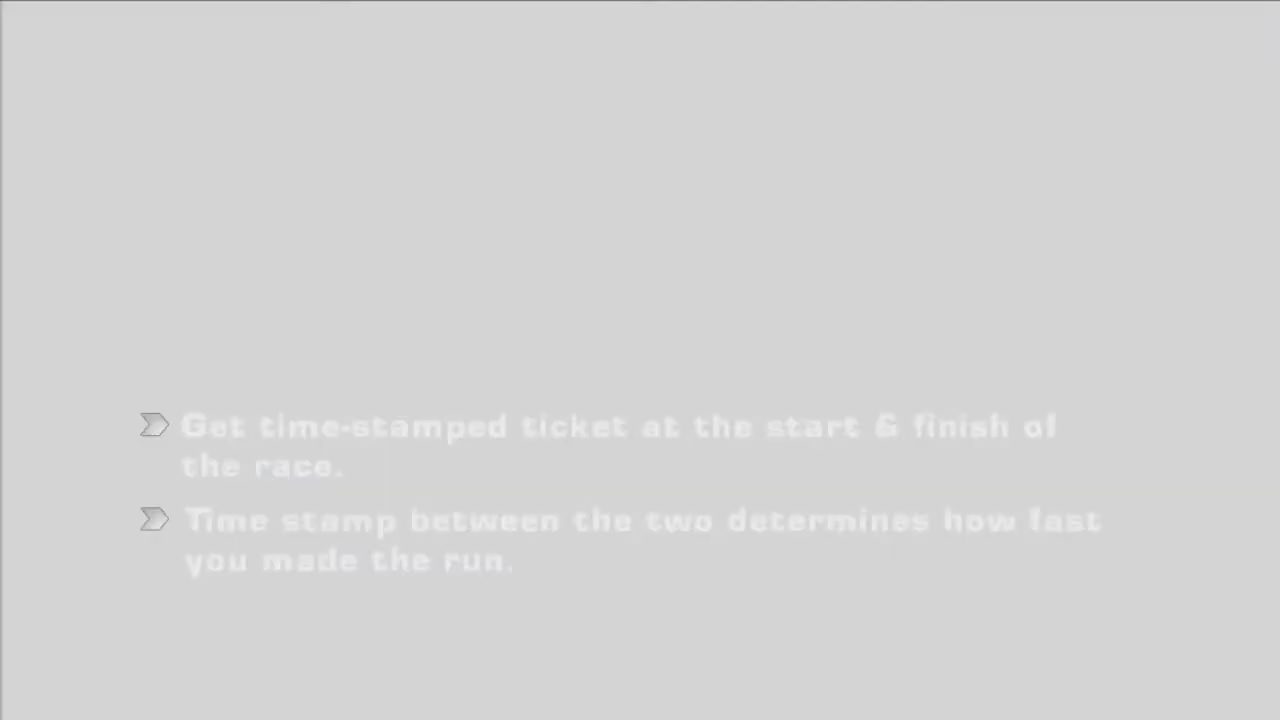 Get time-stamped ticket at the start & finish of
the race.
Time stamp between the two determines how fast
you made the run.